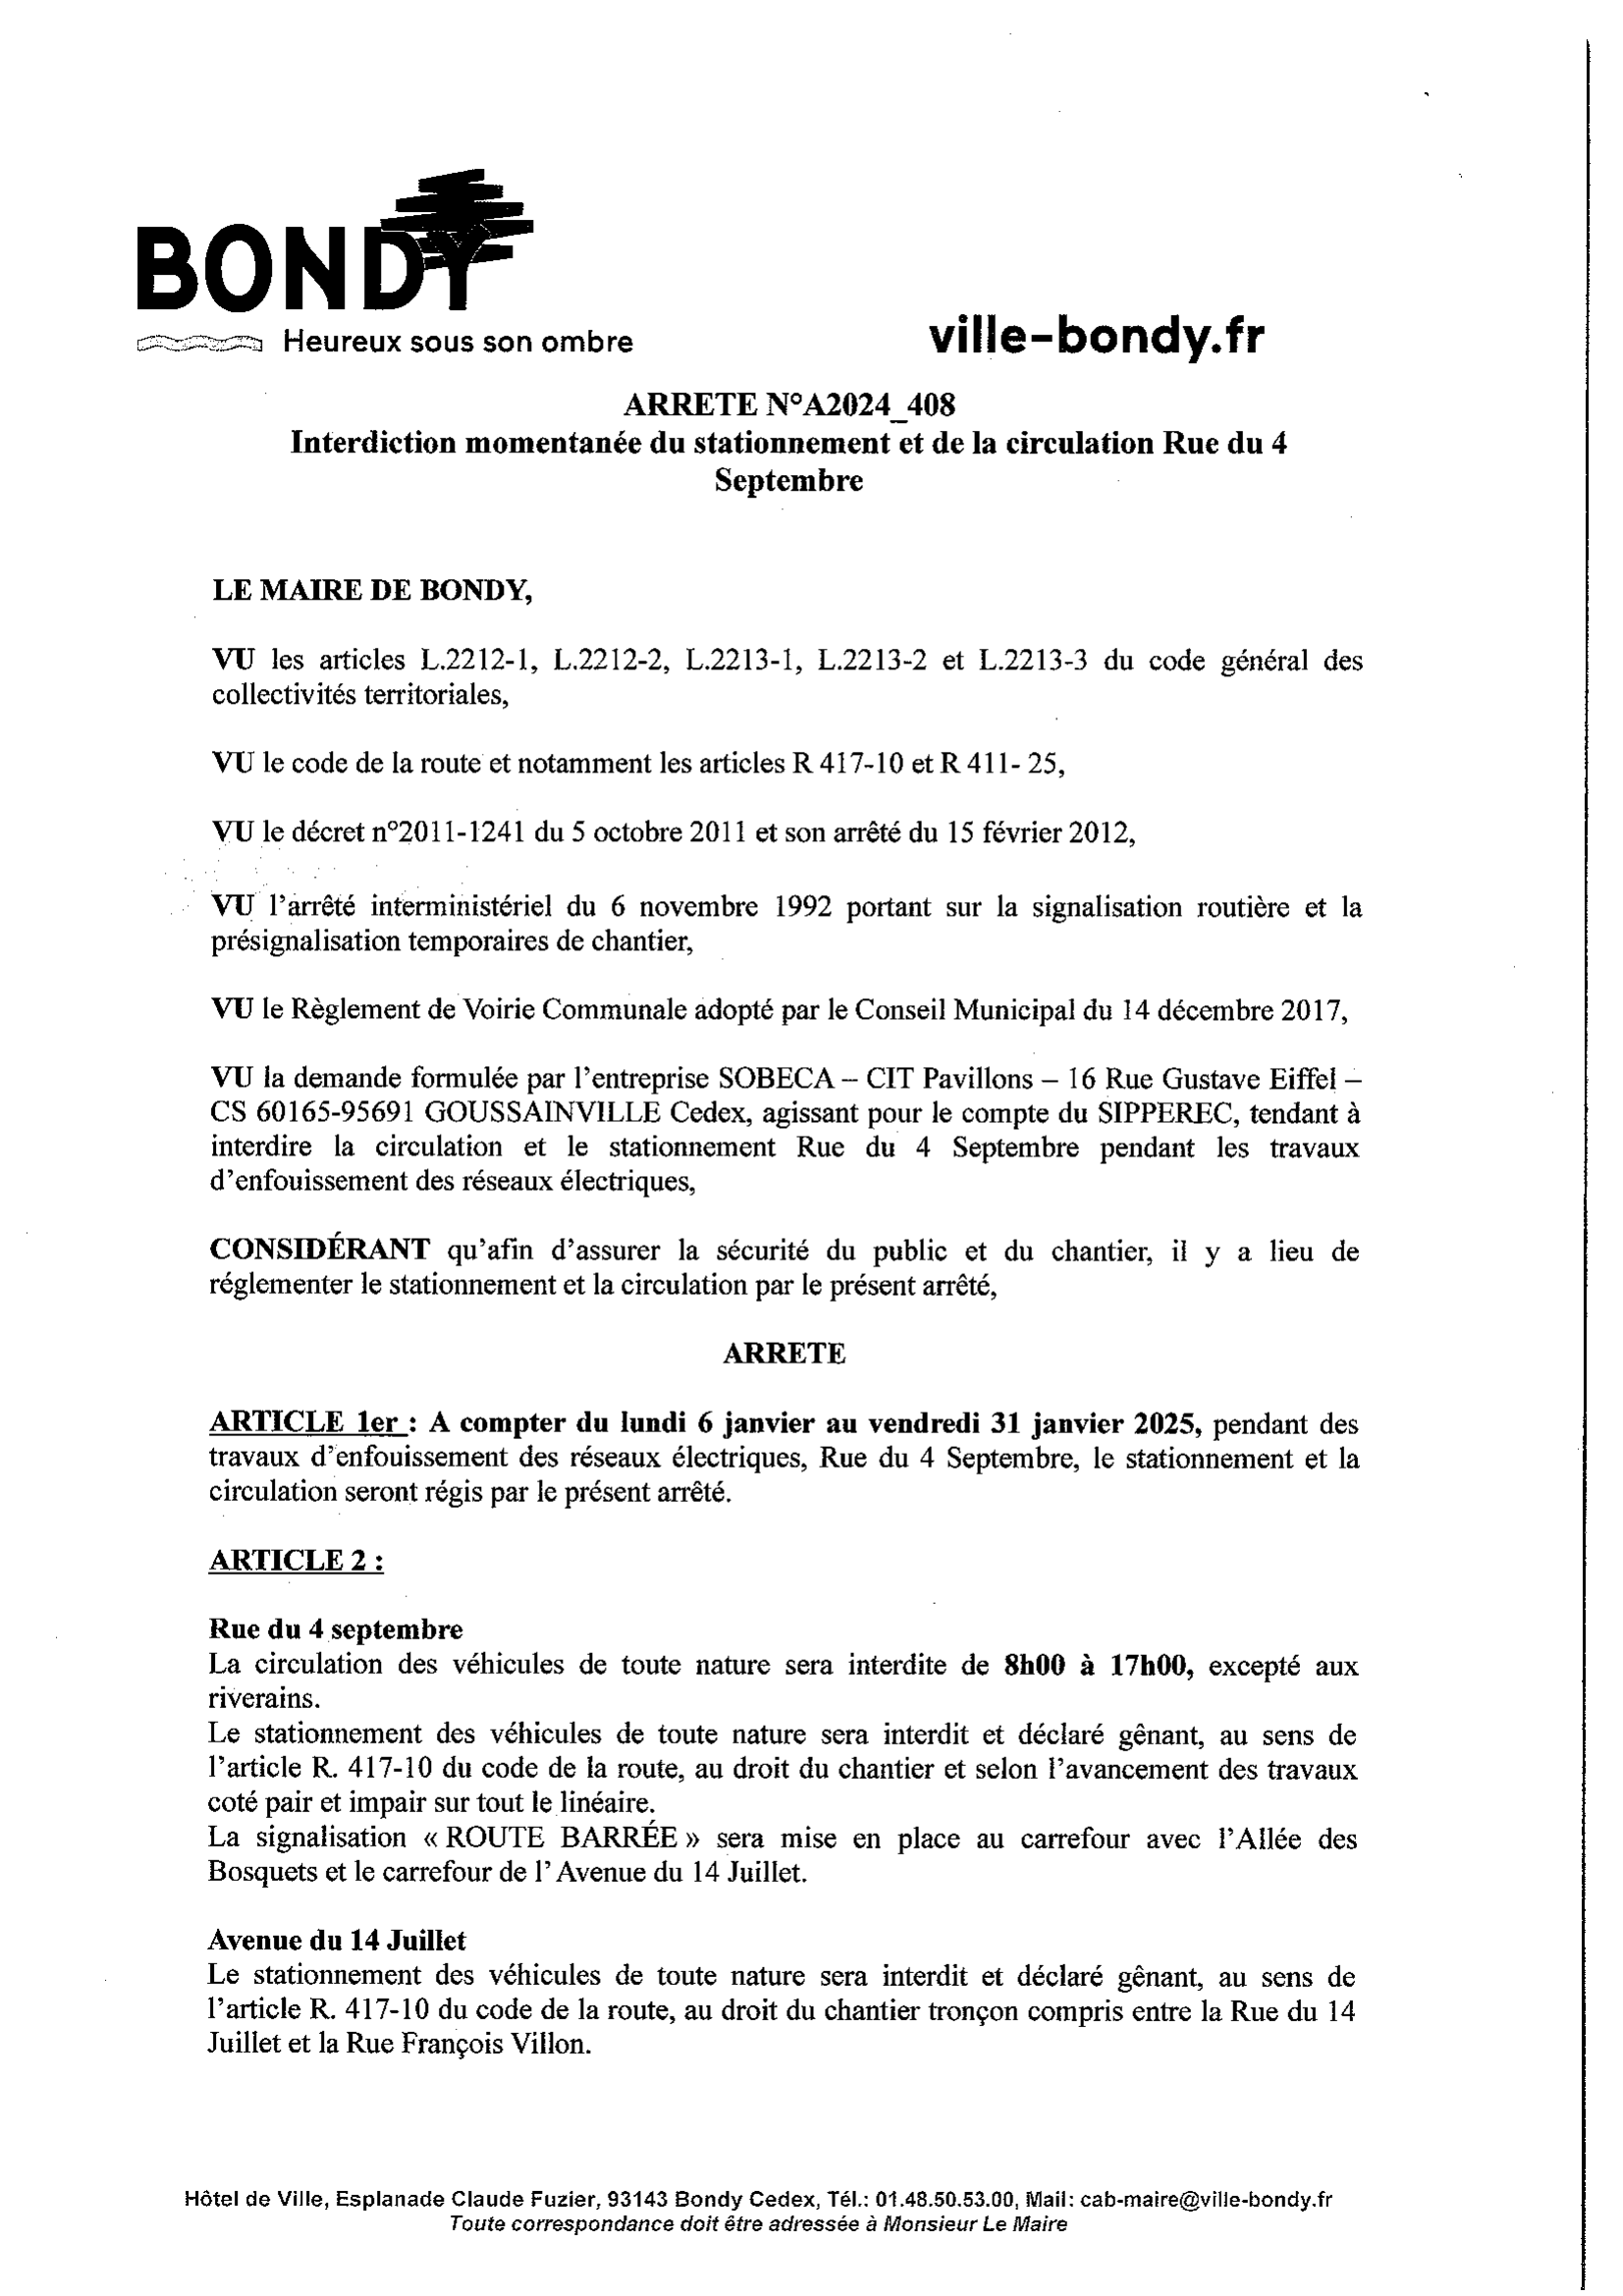 BONDY
Heureux sous son ombre
ville-bondy.fr
ARRETE N°A2024_408
Interdiction momentanée du stationnement et de la circulation Rue du 4
Septembre
LE MAIRE DE BONDY,
VU les articles L.2212-1, L.2212-2, L.2213-1, L.2213-2 et L.2213-3 du code général des
collectivités territoriales,
VU le code de la route et notamment les articles R 417-10 et R 411- 25,
VU le décret n°2011-1241 du 5 octobre 2011 et son arrêté du 15 février 2012,
VU l'arrêté interministériel du 6 novembre 1992 portant sur la signalisation routière et la
présignalisation temporaires de chantier,
VU le Règlement de Voirie Communale adopté par le Conseil Municipal du 14 décembre 2017,
VU la demande formulée par l'entreprise SOBECA – CIT Pavillons – 16 Rue Gustave Eiffel –
CS 60165-95691 GOUSSAINVILLE Cedex, agissant pour le compte du SIPPEREC, tendant à
interdire la circulation et le stationnement Rue du 4 Septembre pendant les travaux
d'enfouissement des réseaux électriques,
CONSIDÉRANT qu'afin d'assurer la sécurité du public et du chantier, il y a lieu de
réglementer le stationnement et la circulation par le présent arrêté,
ARRETE
ARTICLE 1er : A compter du lundi 6 janvier au vendredi 31 janvier 2025, pendant des
travaux d'enfouissement des réseaux électriques, Rue du 4 Septembre, le stationnement et la
circulation seront régis par le présent arrêté.
ARTICLE 2 :
Rue du 4 septembre
La circulation des véhicules de toute nature sera interdite de 8h00 à 17h00, excepté aux
riverains.
Le stationnement des véhicules de toute nature sera interdit et déclaré gênant, au sens de
l'article R. 417-10 du code de la route, au droit du chantier et selon l'avancement des travaux
coté pair et impair sur tout le linéaire.
La signalisation « ROUTE BARRÉE » sera mise en place au carrefour avec l'Allée des
Bosquets et le carrefour de l' Avenue du 14 Juillet.
Avenue du 14 Juillet
Le stationnement des véhicules de toute nature sera interdit et déclaré gênant, au sens de
l'article R. 417-10 du code de la route, au droit du chantier tronçon compris entre la Rue du 14
Juillet et la Rue François Villon.
Hôtel de Ville, Esplanade Claude Fuzier, 93143 Bondy Cedex, Tél.: 01.48.50.53.00, Mail: cab-maire@ville-bondy.fr
Toute correspondance doit être adressée à Monsieur Le Maire